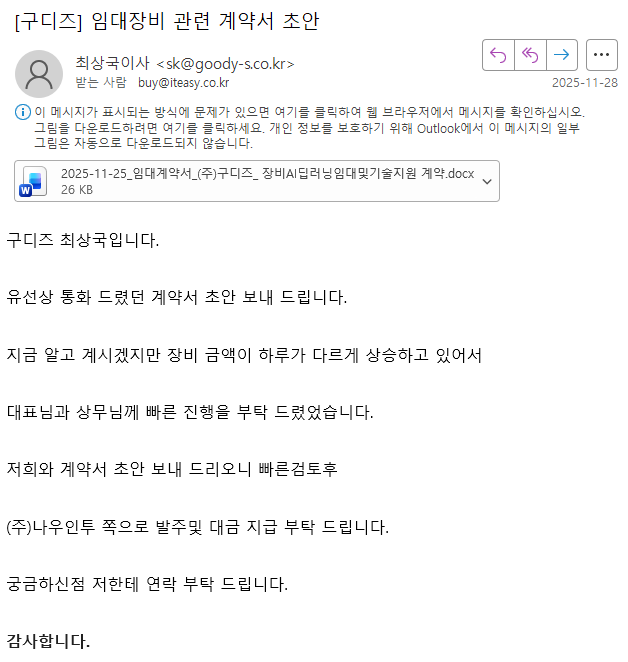 [구디즈] 임대장비 관련 계약서 초안
최상국이사 <sk@goody-s.co.kr>
받는 사람 buy@iteasy.co.kr
2025-11-28
이 메시지가 표시되는 방식에 문제가 있으면 여기를 클릭하여 웹 브라우저에서 메시지를 확인하십시오.
그림을 다운로드하려면 여기를 클릭하세요. 개인 정보를 보호하기 위해 Outlook에서 이 메시지의 일부
그림은 자동으로 다운로드되지 않습니다.
2025-11-25_임대계약서_(주)구디즈_ 장비AI딥러닝임대및기술지원 계약.docx
26 KB
구디즈 최상국입니다.
유선상 통화 드렸던 계약서 초안 보내 드립니다.
지금 알고 계시겠지만 장비 금액이 하루가 다르게 상승하고 있어서
대표님과 상무님께 빠른 진행을 부탁 드렸었습니다.
저희와 계약서 초안 보내 드리오니 빠른검토후
(주)나우인투 쪽으로 발주및 대금 지급 부탁 드립니다.
궁금하신점 저한테 연락 부탁 드립니다.
감사합니다.